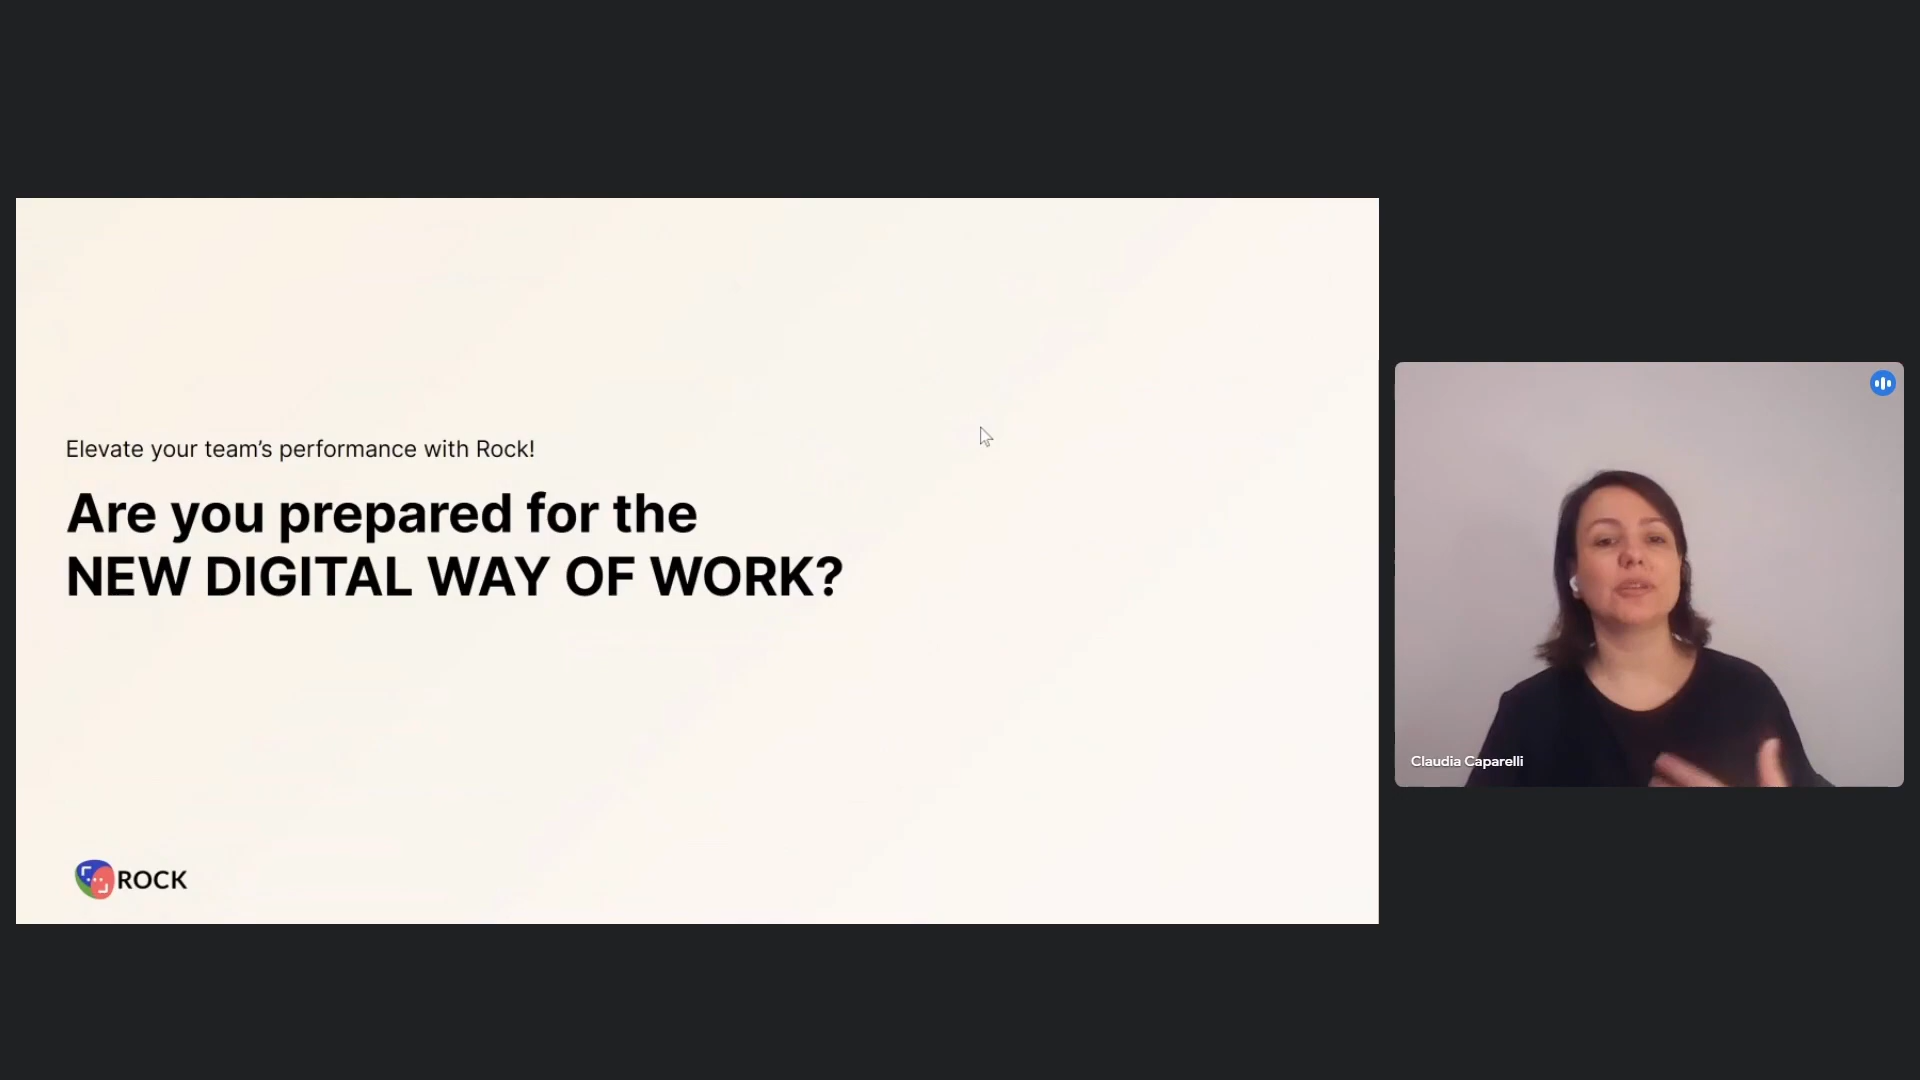 Elevate your team’s performance with Rock!
Are you prepared for the
NEW DIGITAL WAY OF WORK?
ROCK
Claudia Caparelli